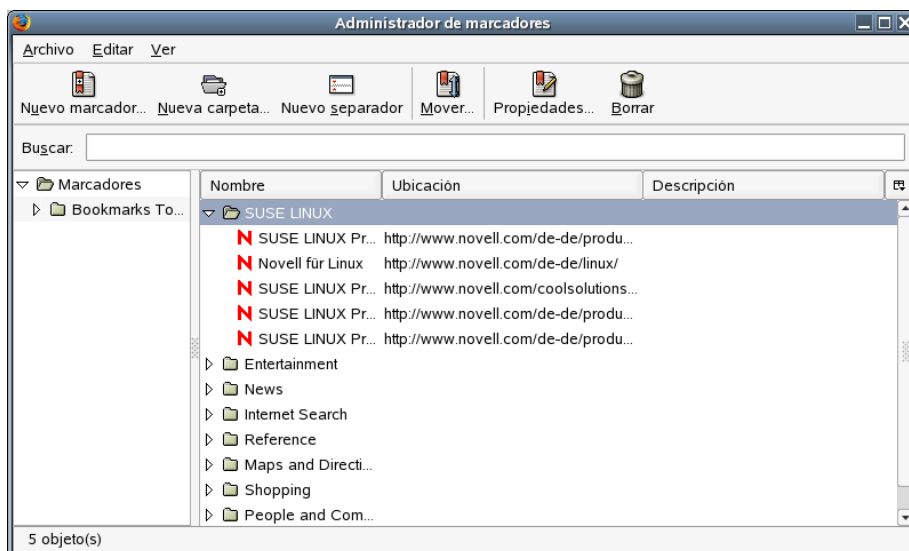 Administrador de marcadores
Archivo Editar Ver
Nuevo marcador... Nueva carpeta... Nuevo separador Mover... Propiedades... Borrar
Buscar:
Marcadores
Bookmarks To...
Nombre Ubicación Descripción
SUSE LINUX
SUSE LINUX Pr... http://www.novell.com/de-de/produ...
Novell für Linux http://www.novell.com/de-de/linux/
SUSE LINUX Pr... http://www.novell.com/coolsolutions...
SUSE LINUX Pr... http://www.novell.com/de-de/produ...
SUSE LINUX Pr... http://www.novell.com/de-de/produ...
Entertainment
News
Internet Search
Reference
Maps and Directi...
Shopping
People and Com...
5 objeto(s)